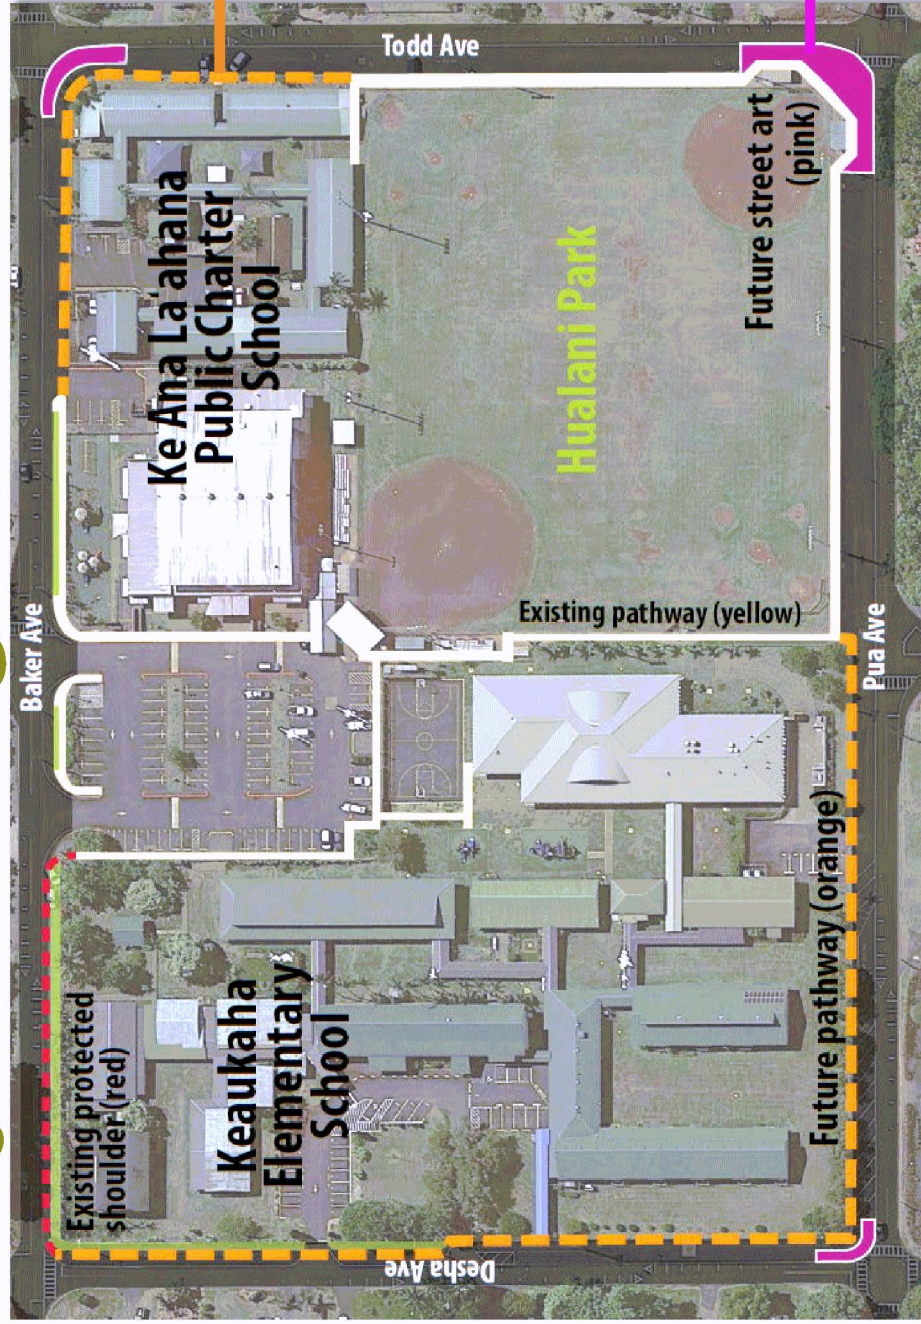 Todd Ave
Ke Ana La'ahana
Public Charter
School
Future street art
(pink)
Hualani Park
Baker Ave
Existing pathway (yellow)
Pua Ave
Existing protected
shoulder (red)
Keaukaha
Elementary
School
Future pathway (orange)
Desha Ave